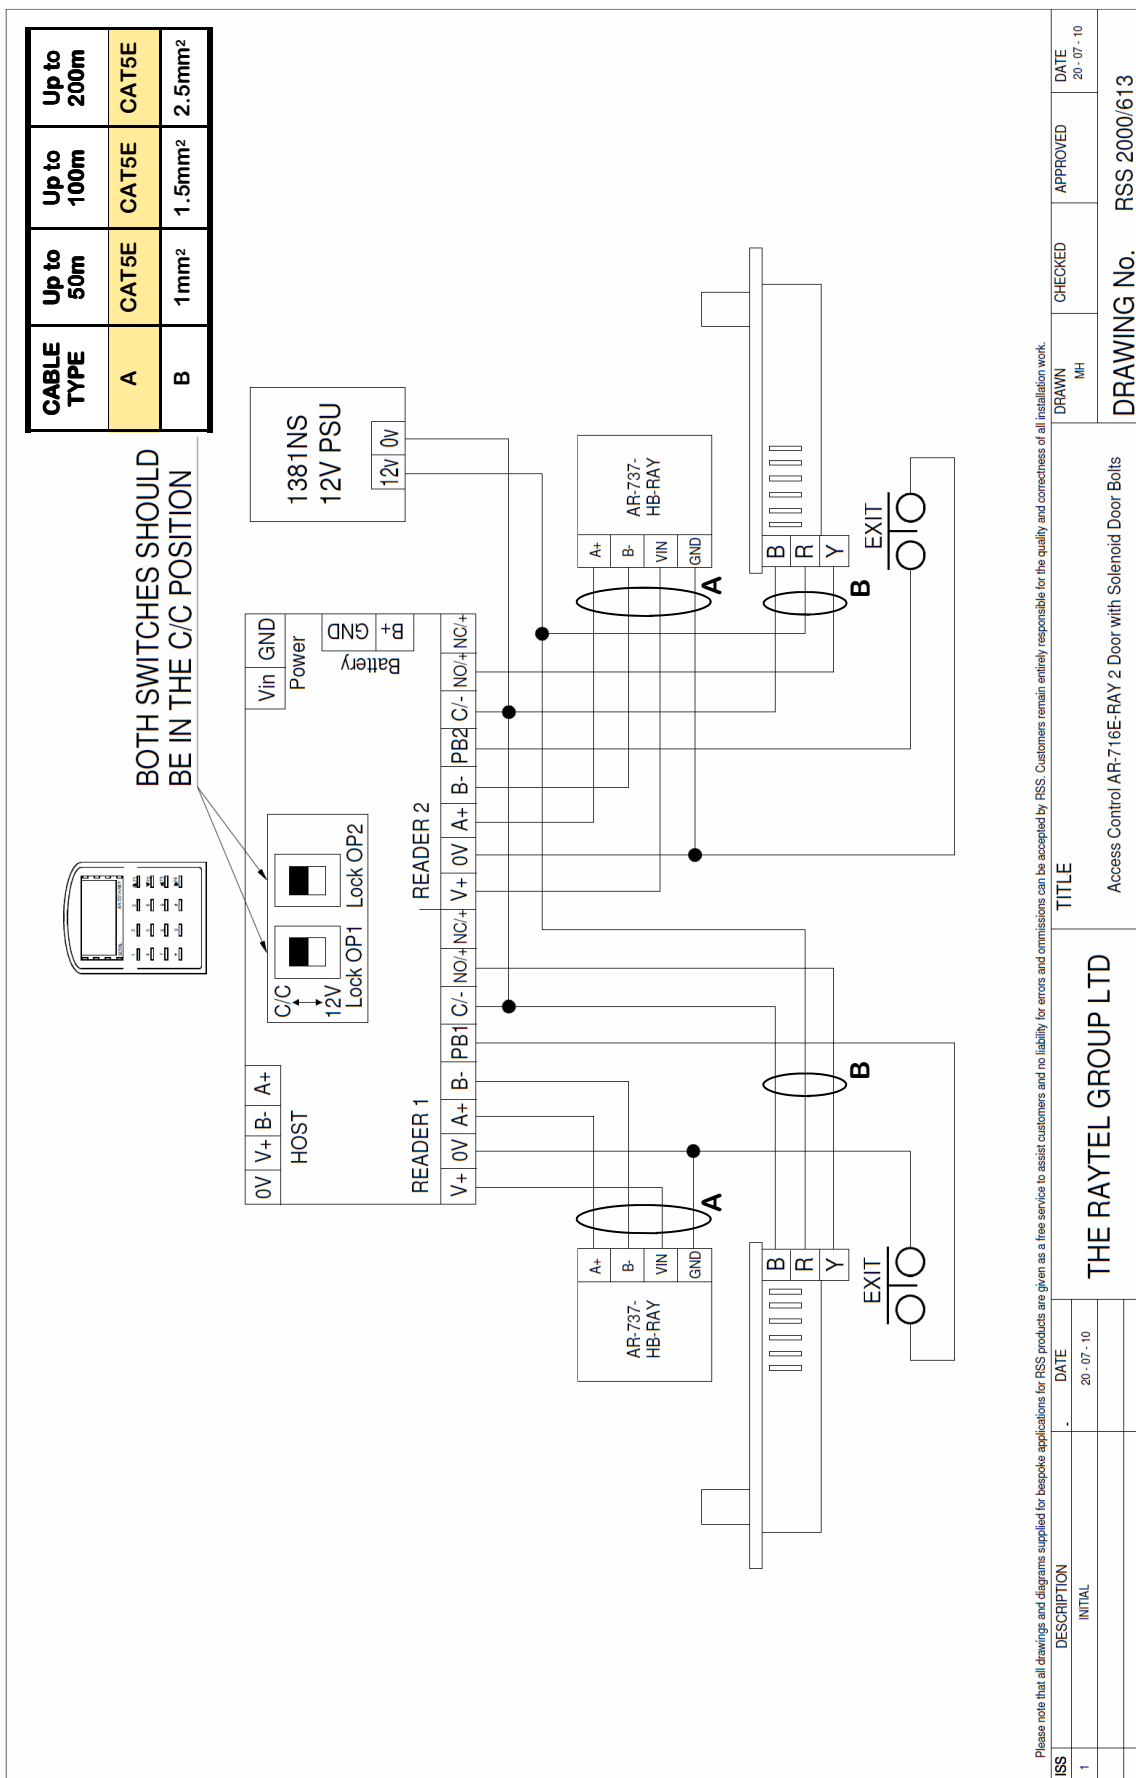 CABLE TYPE Up to 50m Up to 100m Up to 200m
A CAT5E CAT5E CAT5E
B 1mm² 1.5mm² 2.5mm²
BOTH SWITCHES SHOULD
BE IN THE C/C POSITION
1381NS
12V PSU
12v 0v
0V V+ B- A+
HOST
C/C
12V
Lock OP1
Lock OP2
Vin GND
Power
Battery
GND
B+
READER 1
READER 2
V+ 0V A+ B- PB1 C/- NO/+ NC/+
V+ 0V A+ B- PB2 C/- NO/+ NC/+
AR-737-
HB-RAY
A+
B-
VIN
GND
A
AR-737-
HB-RAY
A+
B-
VIN
GND
A
B
R
Y
B
EXIT
B
R
Y
B
EXIT
Please note that all drawings and diagrams supplied for bespoke applications for RSS products are given as a free service to assist customers and no liability for errors and ommissions can be accepted by RSS. Customers remain entirely responsible for the quality and correctness of all installation work.
ISS DESCRIPTION - DATE
1 INITIAL 20 - 07 - 10
THE RAYTEL GROUP LTD
TITLE
Access Control AR-716E-RAY 2 Door with Solenoid Door Bolts
DRAWN CHECKED APPROVED DATE
MH 20 - 07 - 10
DRAWING No. RSS 2000/613